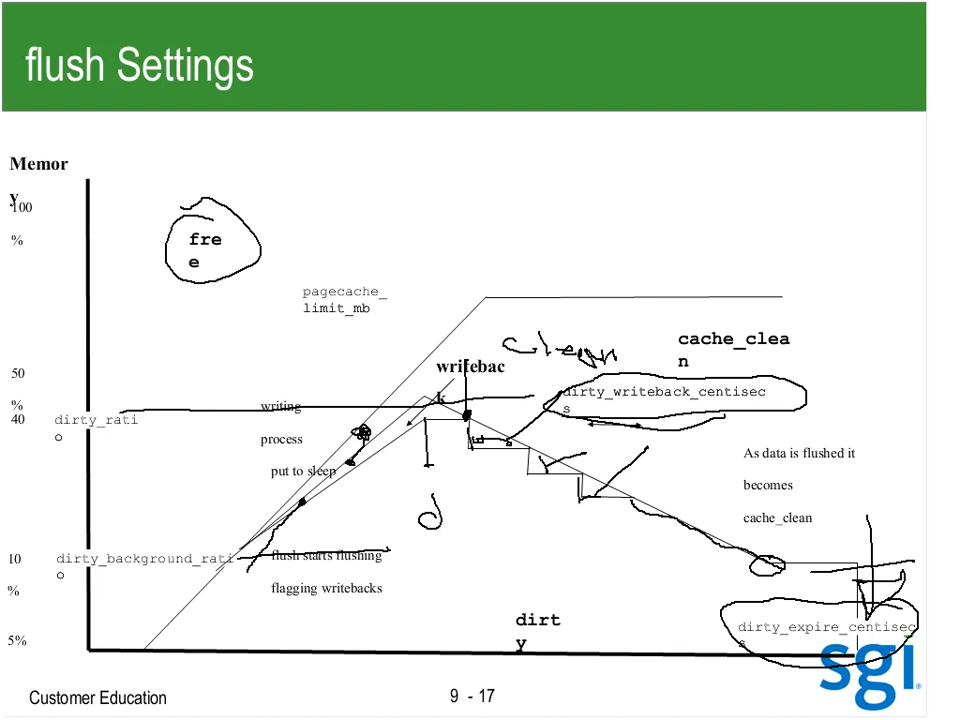 flush Settings
Memor
y
100
%
fre
e
pagecache_
limit_mb
clean
cache_clea
n
writebac
k
50
%
dirty_writeback_centisec
s
writing
40
dirty_rati
o
process
put to sleep
As data is flushed it
becomes
cache_clean
d
10
%
dirty_background_rati
o
flush starts flushing
flagging writebacks
dirt
y
dirty_expire_centisec
s
5%
sgi
®
Customer Education
9 - 17